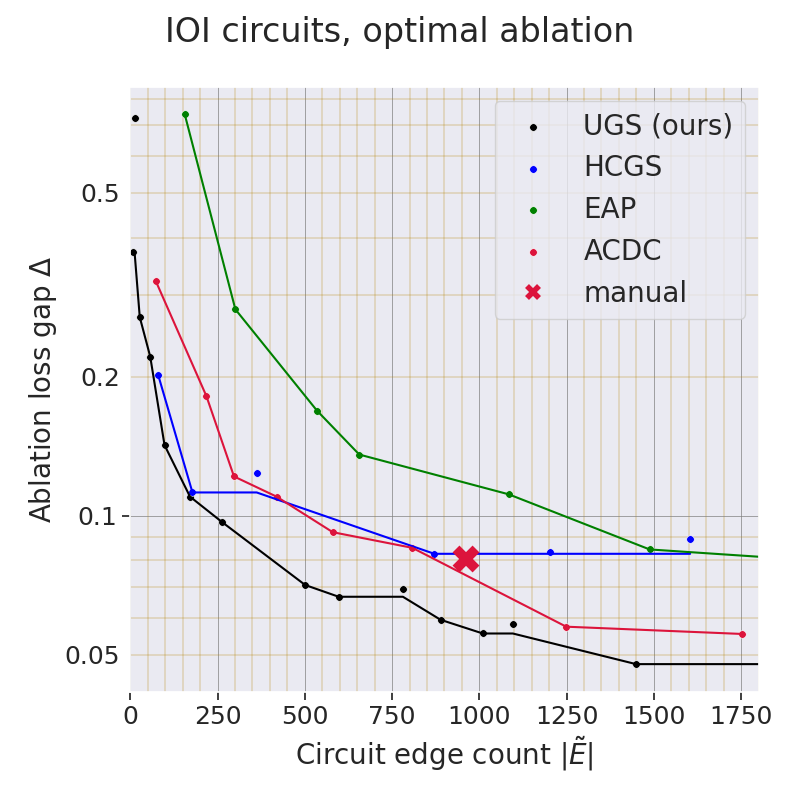 IOI circuits, optimal ablation
UGS (ours)
HCGS
EAP
ACDC
manual
Ablation loss gap Δ
0.5
0.2
0.1
0.05
0 250 500 750 1000 1250 1500 1750
Circuit edge count |Ẽ|